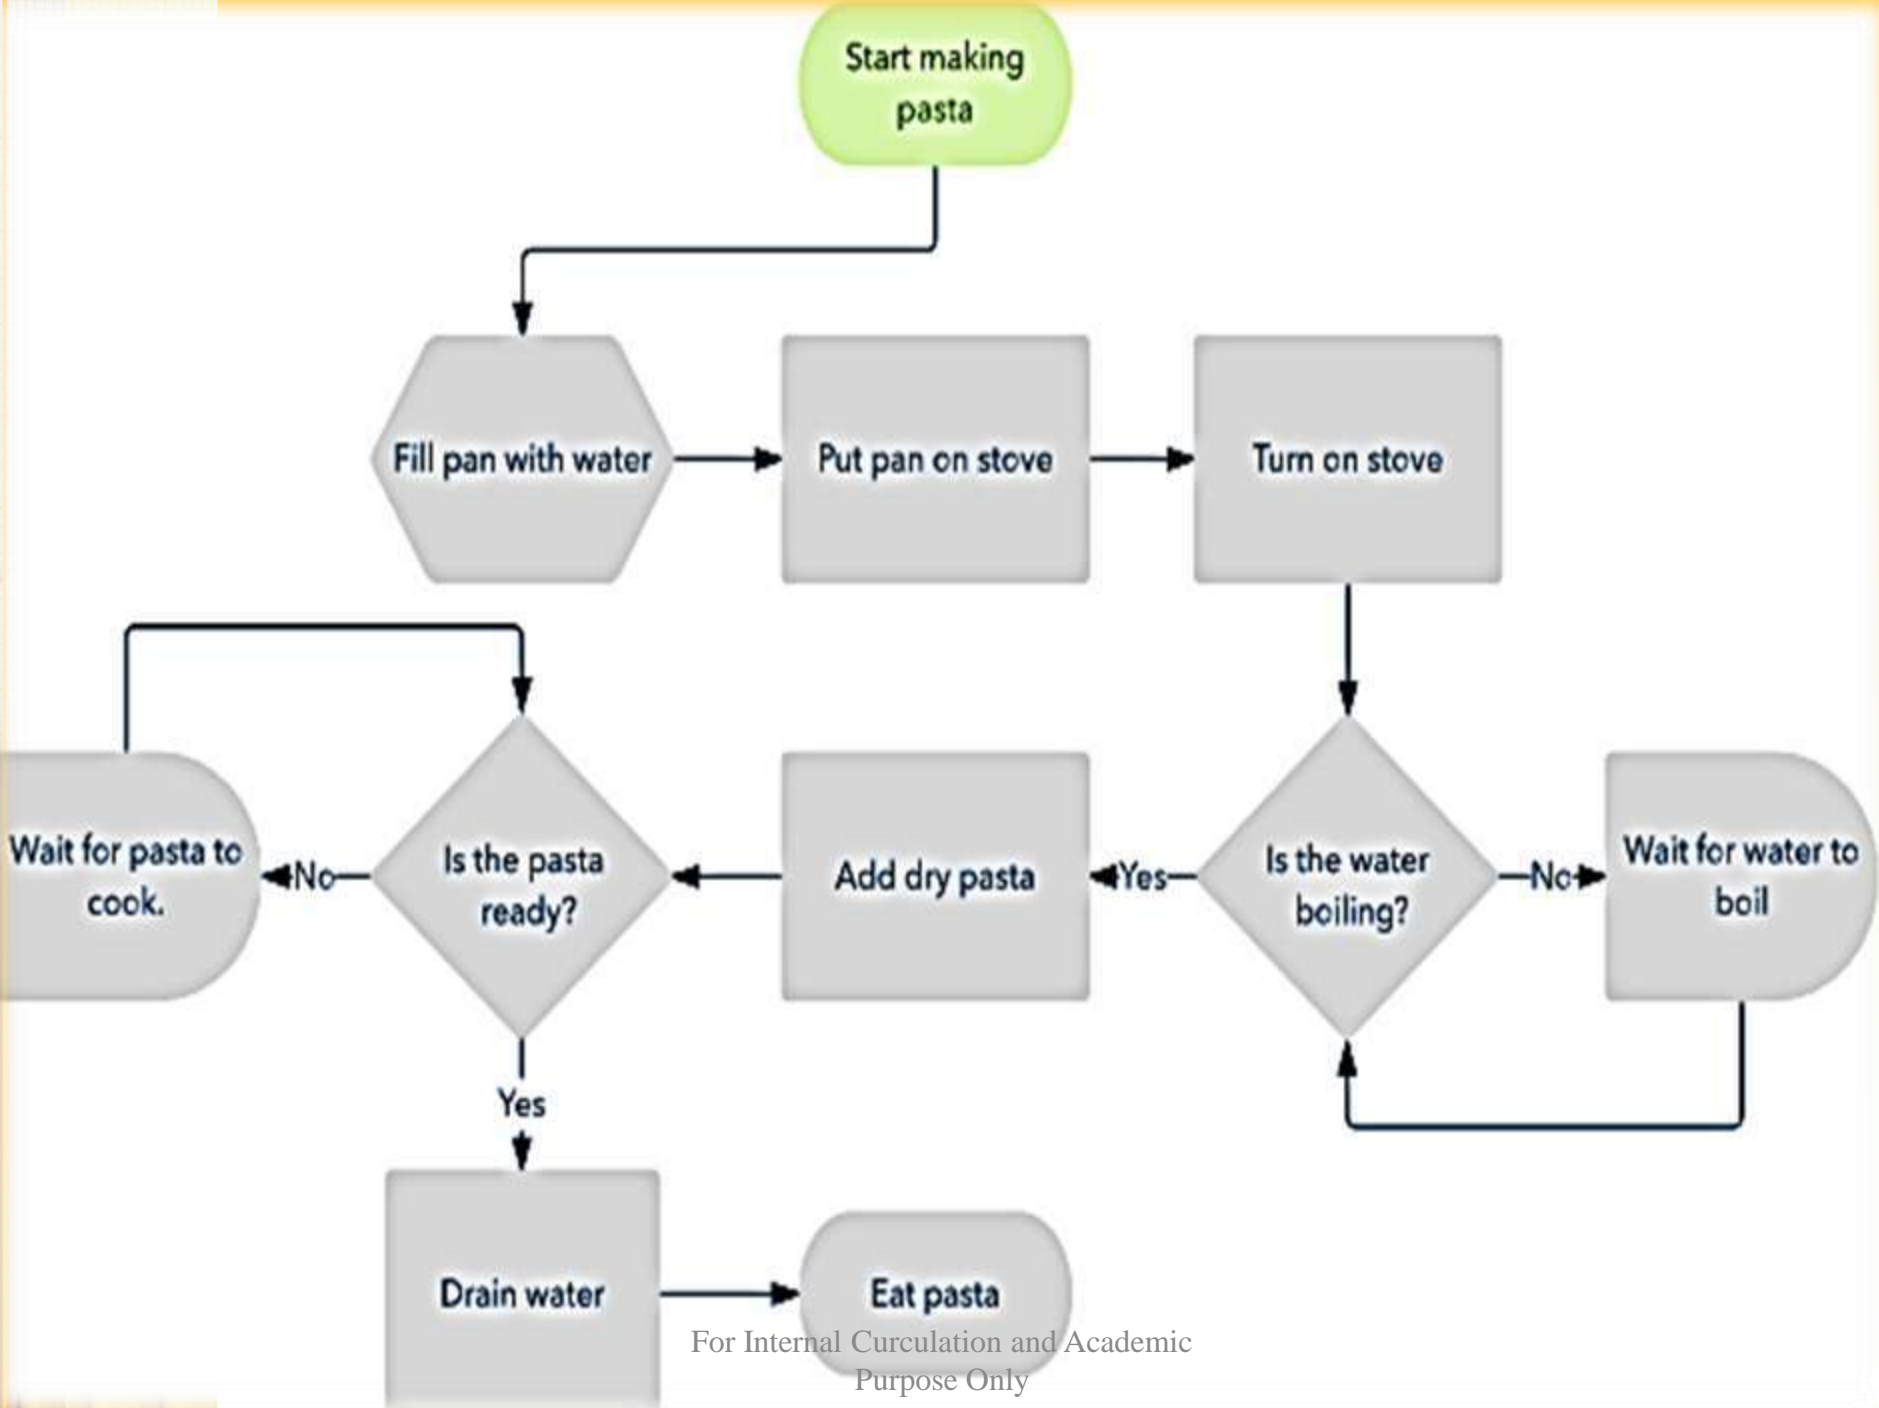 Start making
pasta
Fill pan with water
Put pan on stove
Turn on stove
Wait for pasta to
cook.
No
Is the pasta
ready?
Add dry pasta
Yes
Is the water
boiling?
No
Wait for water to
boil
Yes
Drain water
Eat pasta
For Internal Curculation and Academic
Purpose Only